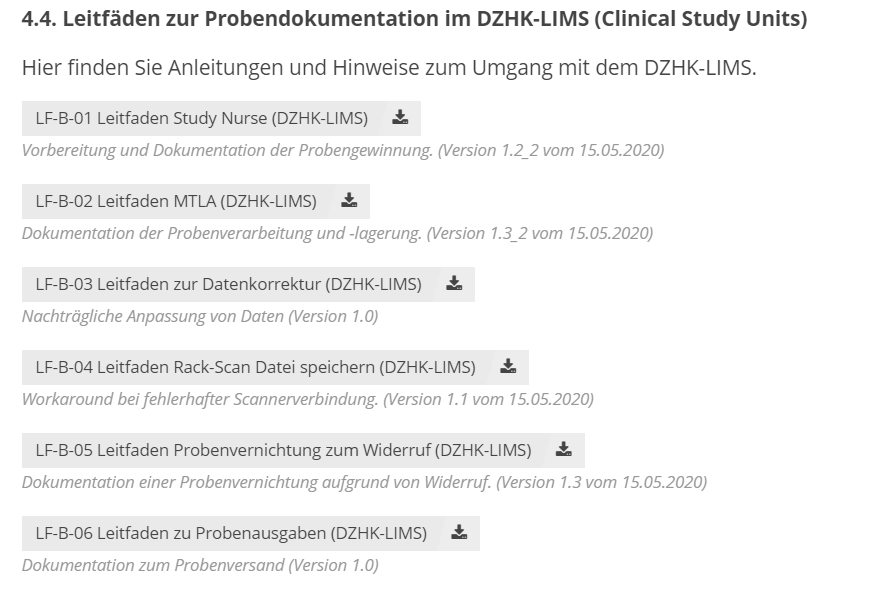 4.4. Leitfäden zur Probendokumentation im DZHK-LIMS (Clinical Study Units)
Hier finden Sie Anleitungen und Hinweise zum Umgang mit dem DZHK-LIMS.
LF-B-01 Leitfaden Study Nurse (DZHK-LIMS)
Vorbereitung und Dokumentation der Probengewinnung. (Version 1.2_2 vom 15.05.2020)
LF-B-02 Leitfaden MTLA (DZHK-LIMS)
Dokumentation der Probenverarbeitung und -lagerung. (Version 1.3_2 vom 15.05.2020)
LF-B-03 Leitfaden zur Datenkorrektur (DZHK-LIMS)
Nachträgliche Anpassung von Daten (Version 1.0)
LF-B-04 Leitfaden Rack-Scan Datei speichern (DZHK-LIMS)
Workaround bei fehlerhafter Scannerverbindung. (Version 1.1 vom 15.05.2020)
LF-B-05 Leitfaden Probenvernichtung zum Widerruf (DZHK-LIMS)
Dokumentation einer Probenvernichtung aufgrund von Widerruf. (Version 1.3 vom 15.05.2020)
LF-B-06 Leitfaden zu Probenausgaben (DZHK-LIMS)
Dokumentation zum Probenversand (Version 1.0)